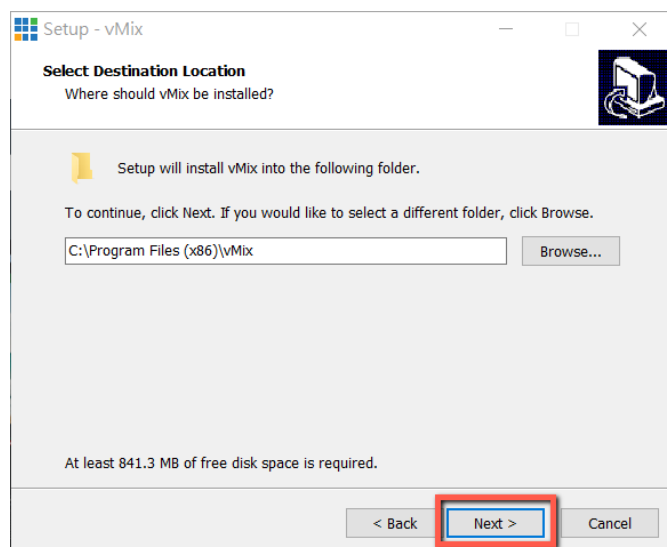 Setup - vMix
Select Destination Location
Where should vMix be installed?
Setup will install vMix into the following folder.
To continue, click Next. If you would like to select a different folder, click Browse.
C:\Program Files (x86)\vMix
Browse...
At least 841.3 MB of free disk space is required.
< Back
Next >
Cancel